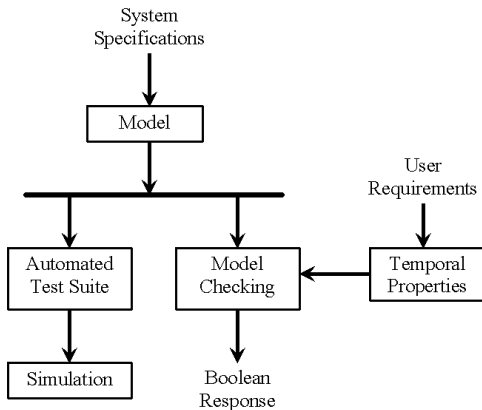 System
Specifications
Model
User
Requirements
Automated
Test Suite
Model
Checking
Temporal
Properties
Simulation
Boolean
Response